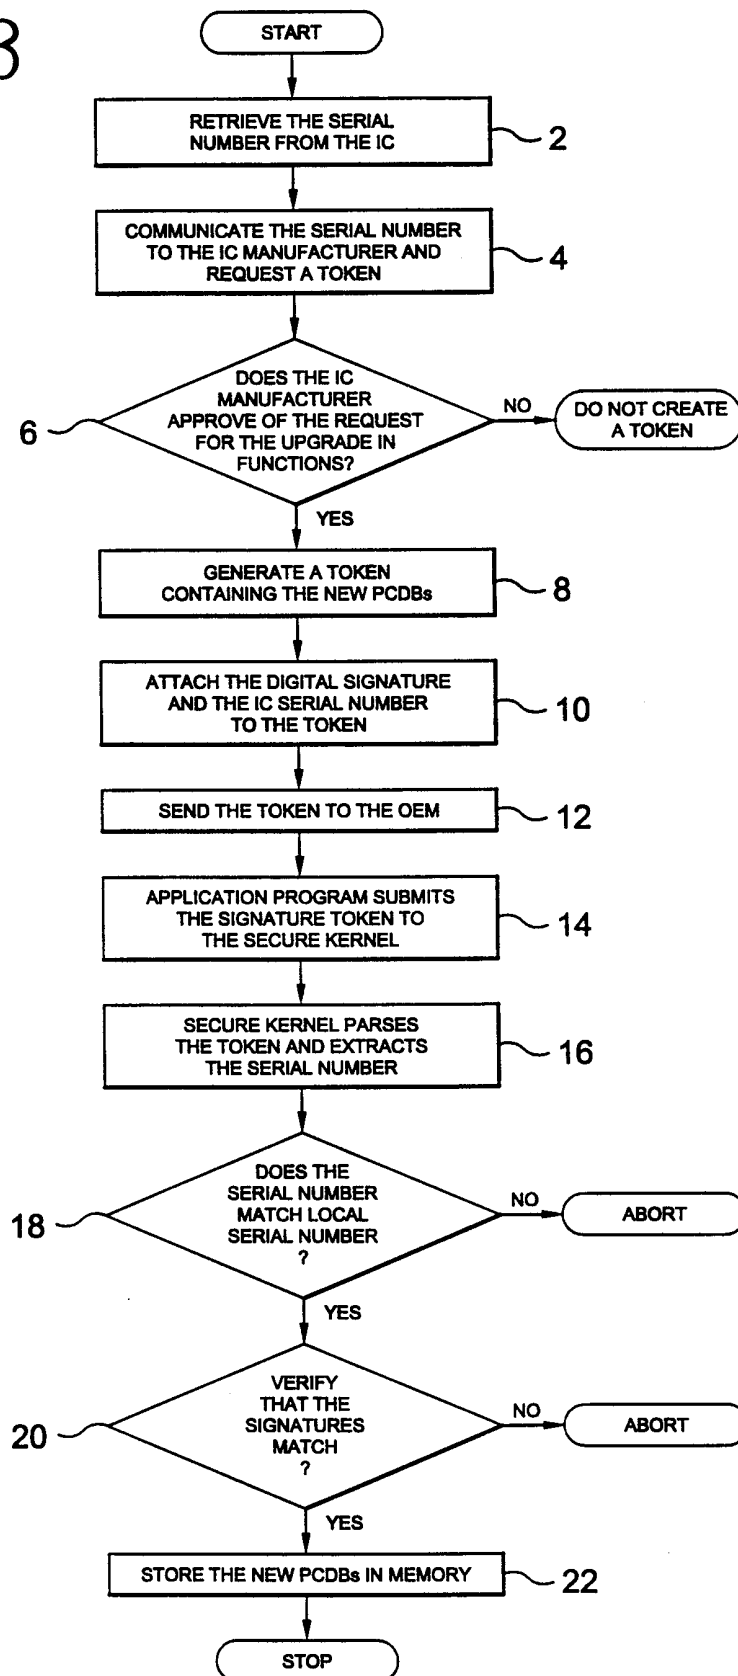 START
RETRIEVE THE SERIAL
NUMBER FROM THE IC
2
COMMUNICATE THE SERIAL NUMBER
TO THE IC MANUFACTURER AND
REQUEST A TOKEN
4
DOES THE IC
MANUFACTURER
APPROVE OF THE REQUEST
FOR THE UPGRADE IN
FUNCTIONS?
6
NO
DO NOT CREATE
A TOKEN
YES
GENERATE A TOKEN
CONTAINING THE NEW PCDBs
8
ATTACH THE DIGITAL SIGNATURE
AND THE IC SERIAL NUMBER
TO THE TOKEN
10
SEND THE TOKEN TO THE OEM
12
APPLICATION PROGRAM SUBMITS
THE SIGNATURE TOKEN TO
THE SECURE KERNEL
14
SECURE KERNEL PARSES
THE TOKEN AND EXTRACTS
THE SERIAL NUMBER
16
DOES THE
SERIAL NUMBER
MATCH LOCAL
SERIAL NUMBER
?
18
NO
ABORT
YES
VERIFY
THAT THE
SIGNATURES
MATCH
?
20
NO
ABORT
YES
STORE THE NEW PCDBs IN MEMORY
22
STOP